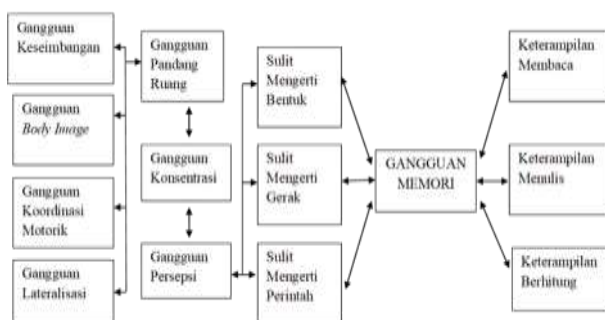 Gangguan
Keseimbangan
Gangguan
Body Image
Gangguan
Koordinasi
Motorik
Gangguan
Lateralisasi
Gangguan
Pandang
Ruang
Gangguan
Konsentrasi
Gangguan
Persepsi
Sulit
Mengerti
Bentuk
Sulit
Mengerti
Gerak
Sulit
Mengerti
Perintah
GANGGUAN
MEMORI
Keterampilan
Membaca
Keterampilan
Menulis
Keterampilan
Berhitung